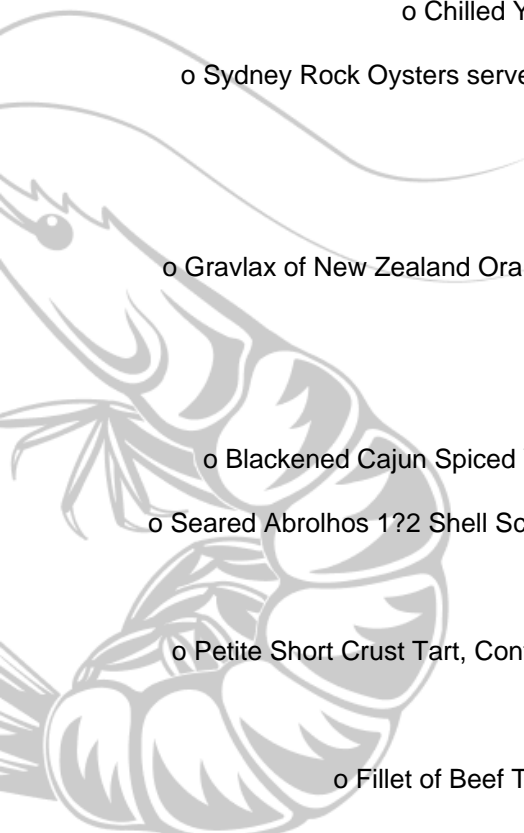 o Chilled
o Sydney Rock Oysters serve
o Gravlax of New Zealand Ora
o Blackened Cajun Spiced
o Seared Abrolhos 1?2 Shell Sc
o Petite Short Crust Tart, Con
o Fillet of Beef T